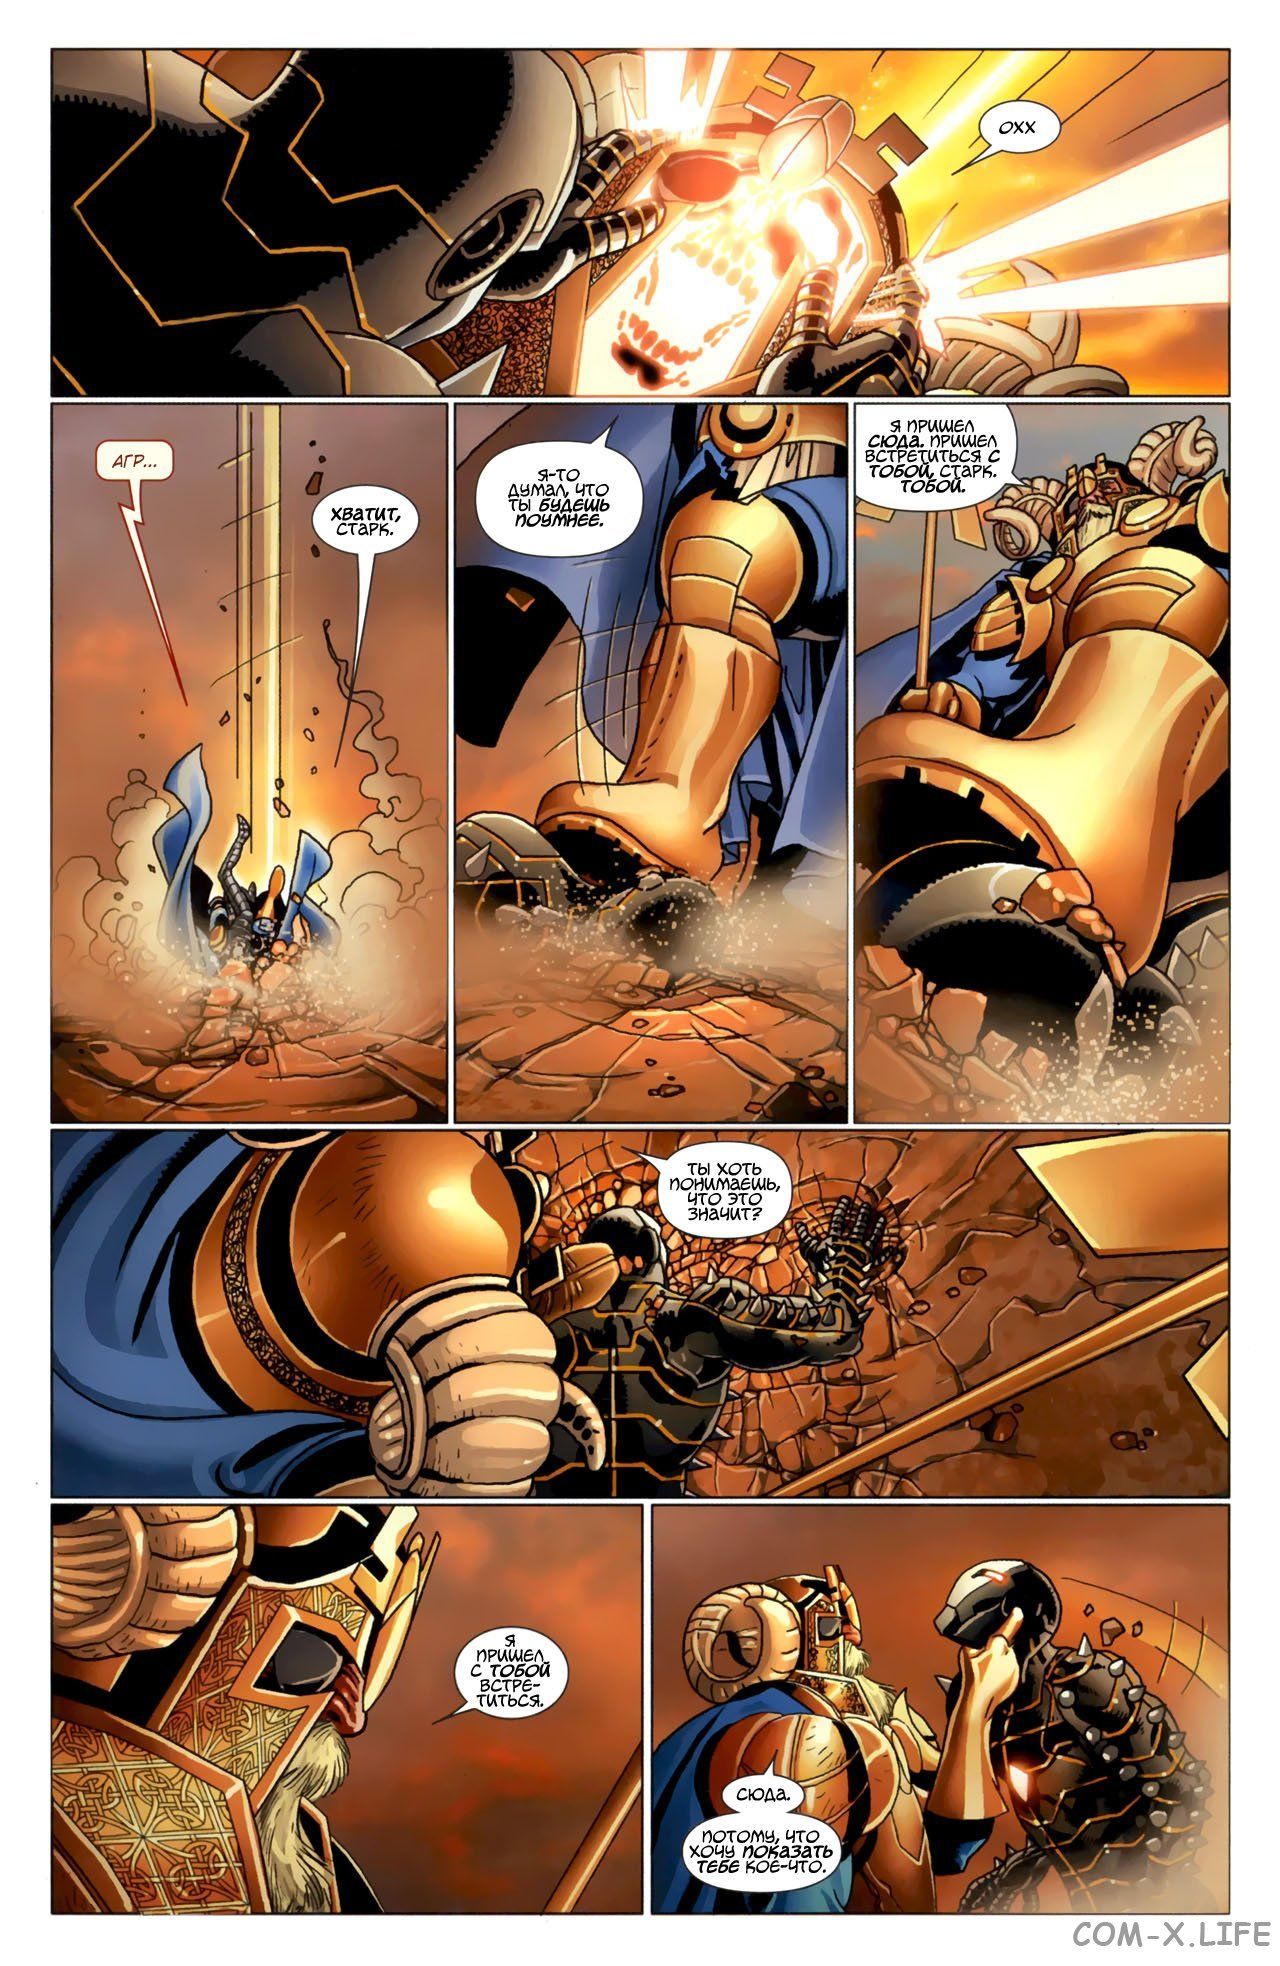 ОХХ
АГР...
ХВАТИТ,
СТАРК.
Я-ТО
ДУМАЛ, ЧТО
ТЫ БУДЕШЬ
ПОУМНЕЕ.
Я ПРИШЕЛ
СЮДА. ПРИШЕЛ
ВСТРЕТИТЬСЯ С
ТОБОЙ, СТАРК.
ТОБОЙ.
ТЫ ХОТЬ
ПОНИМАЕШЬ,
ЧТО ЭТО
ЗНАЧИТ?
Я
ПРИШЕЛ
С ТОБОЙ
ВСТРЕ-
ТИТЬСЯ.
СЮДА.
ПОТОМУ, ЧТО
ХОЧУ ПОКАЗАТЬ
ТЕБЕ КОЕ-ЧТО.
COM-X.LIFE